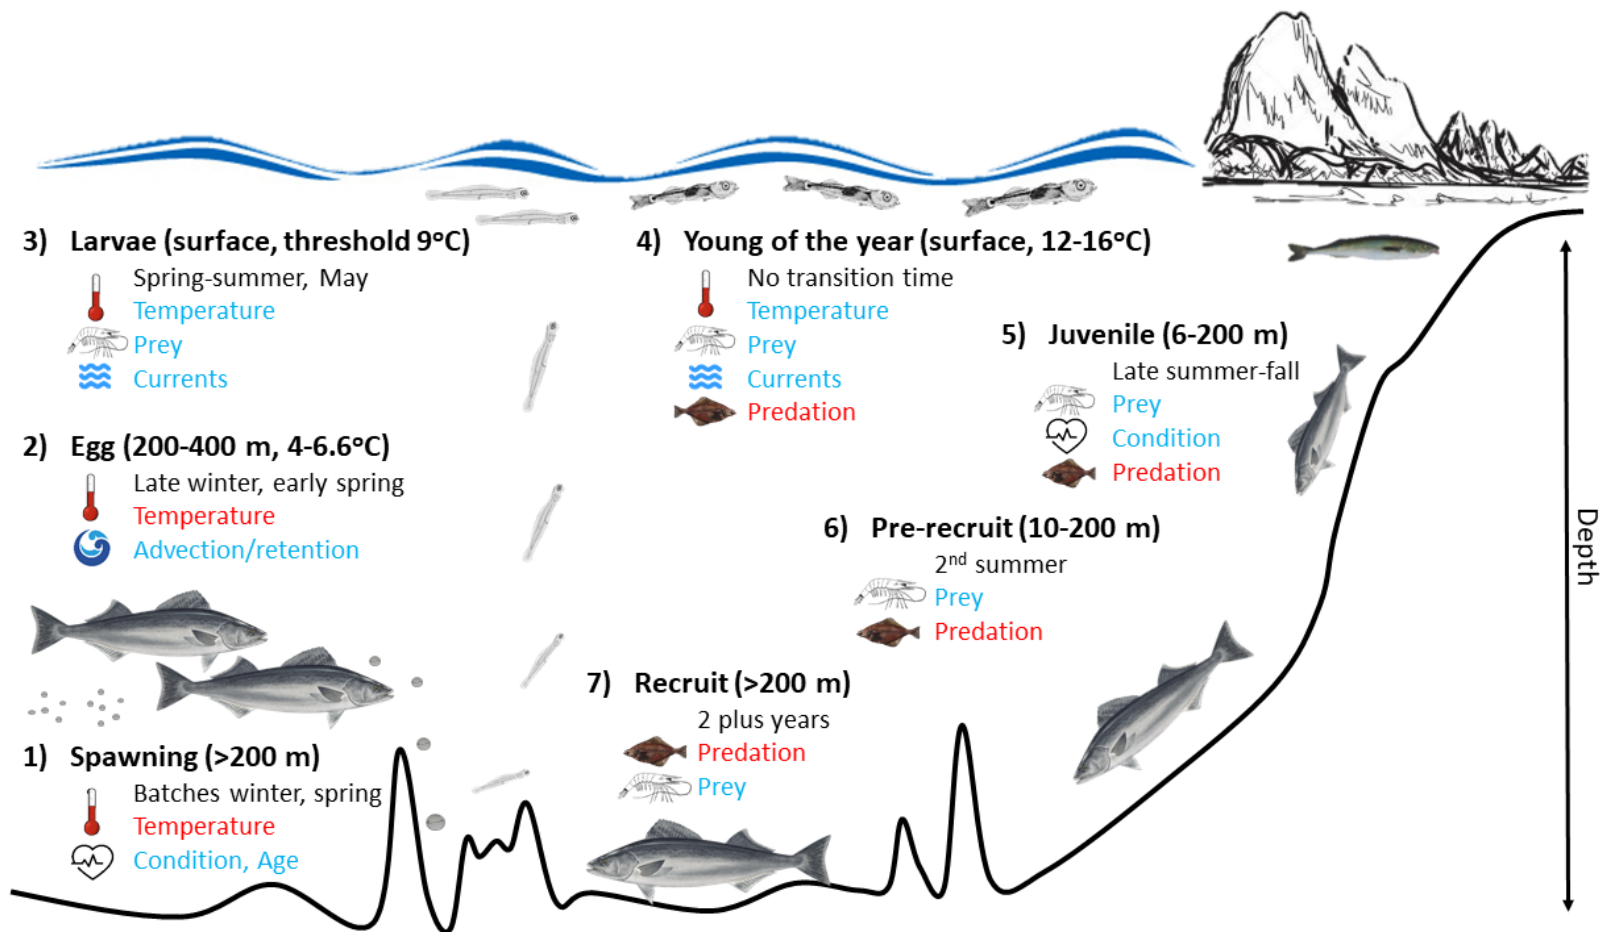 3) Larvae (surface, threshold 9°C)
Spring-summer, May
Temperature
Prey
Currents
4) Young of the year (surface, 12-16°C)
No transition time
Temperature
Prey
Currents
Predation
5) Juvenile (6-200 m)
Late summer-fall
Prey
Condition
Predation
2) Egg (200-400 m, 4-6.6°C)
Late winter, early spring
Temperature
Advection/retention
6) Pre-recruit (10-200 m)
2nd summer
Prey
Predation
7) Recruit (>200 m)
2 plus years
Predation
Prey
1) Spawning (>200 m)
Batches winter, spring
Temperature
Condition, Age
Depth